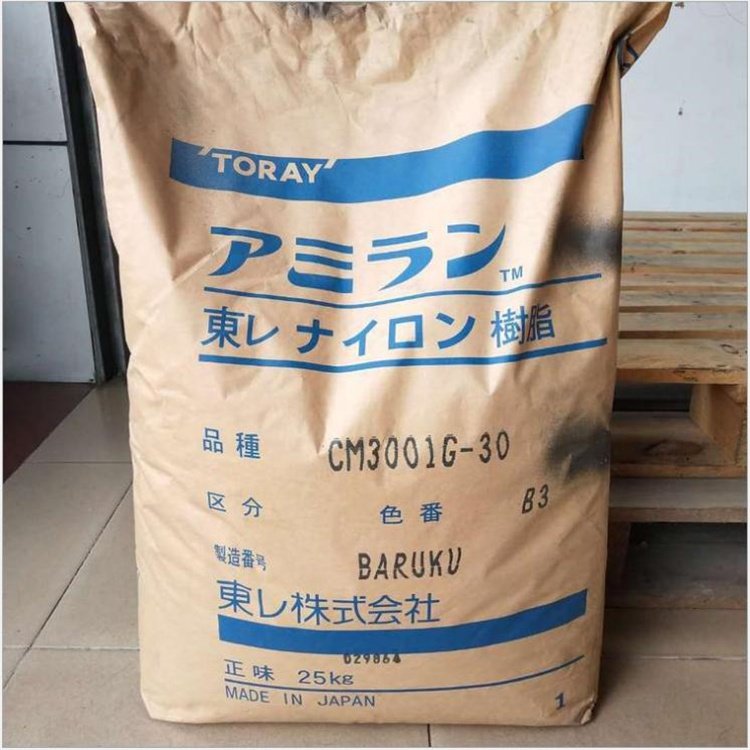 'TORAY'
アミラン™
東レ ナイロン 樹脂
品種 CM3001G-30
区分 色番 B3
製造番号 BARUKU
東レ株式会社
029864
正味 25kg
MADE IN JAPAN 1